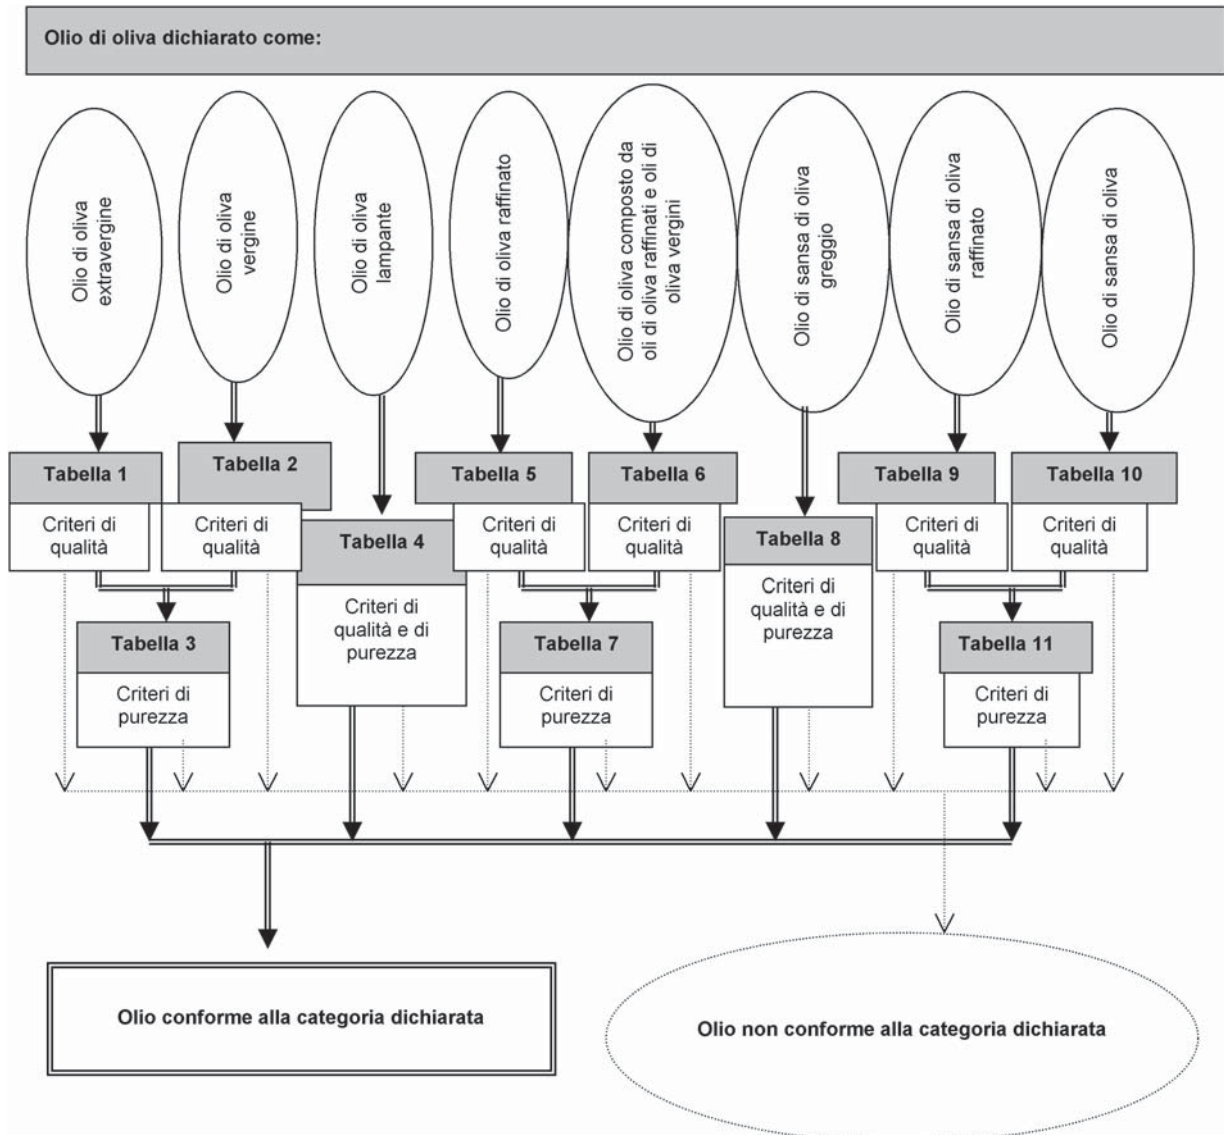 Olio di oliva dichiarato come:
Olio di oliva
extravergine
Olio di oliva
vergine
Olio di oliva
lampante
Olio di oliva raffinato
Olio di oliva composto da
oli di oliva raffinati e oli di
oliva vergini
Olio di sansa di oliva
greggio
Olio di sansa di oliva
raffinato
Olio di sansa di oliva
Tabella 1
Criteri di
qualità
Tabella 2
Criteri di
qualità
Tabella 4
Criteri di
qualità e di
purezza
Tabella 5
Criteri di
qualità
Tabella 6
Criteri di
qualità
Tabella 8
Criteri di
qualità e di
purezza
Tabella 9
Criteri di
qualità
Tabella 10
Criteri di
qualità
Tabella 3
Criteri di
purezza
Tabella 7
Criteri di
purezza
Tabella 11
Criteri di
purezza
Olio conforme alla categoria dichiarata
Olio non conforme alla categoria dichiarata